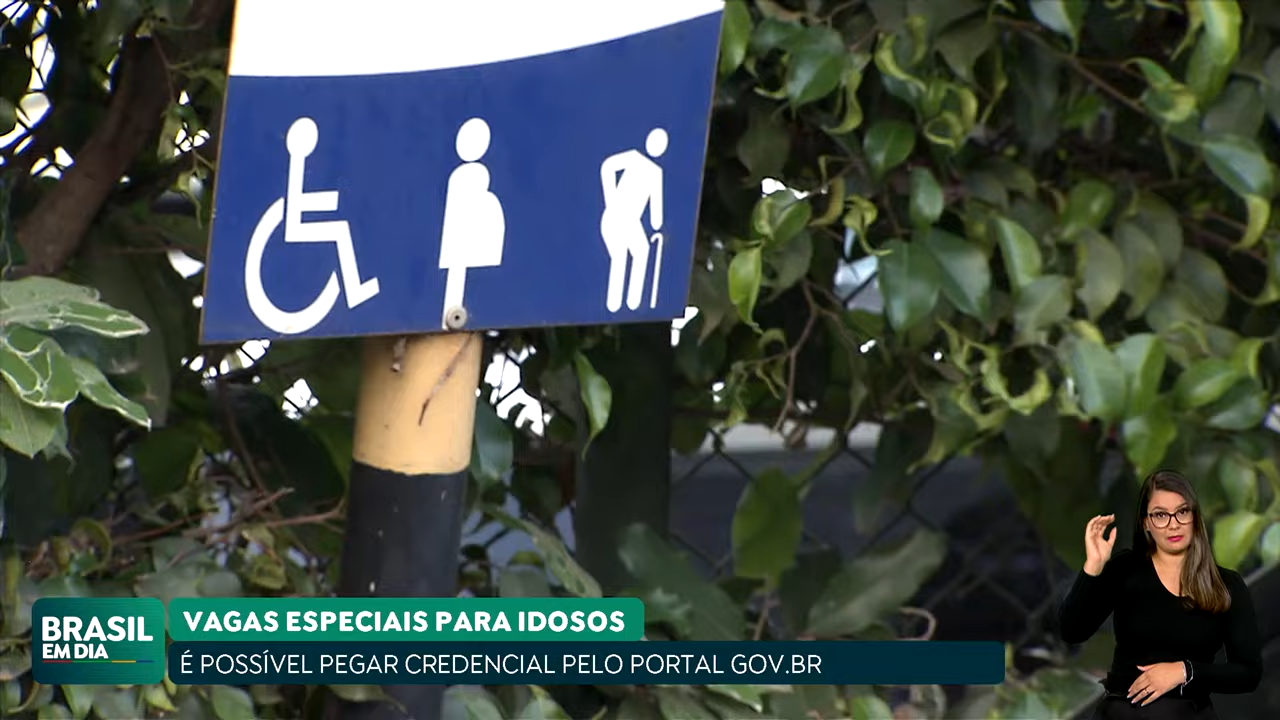 VAGAS ESPECIAIS PARA IDOSOS
BRASIL
EM DIA
É POSSÍVEL PEGAR CREDENCIAL PELO PORTAL GOV.BR